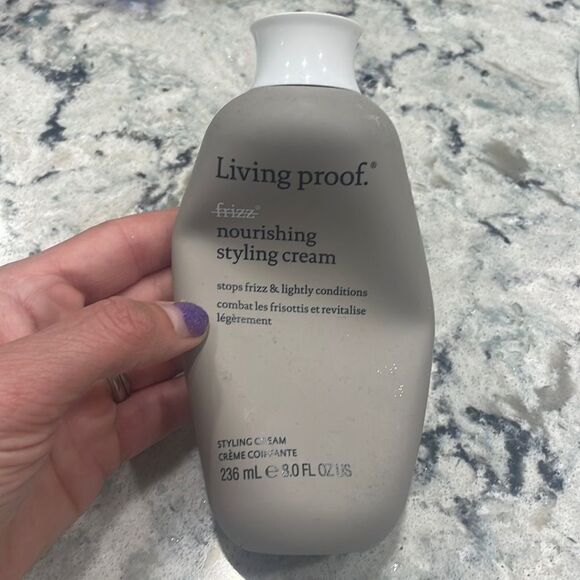 Living proof.®
frizz®
nourishing
styling cream
stops frizz & lightly conditions
combat les frisottis et revitalise
légèrement
STYLING CREAM
CRÈME COIFFANTE
236 mL ℮ 8.0 FL OZ US